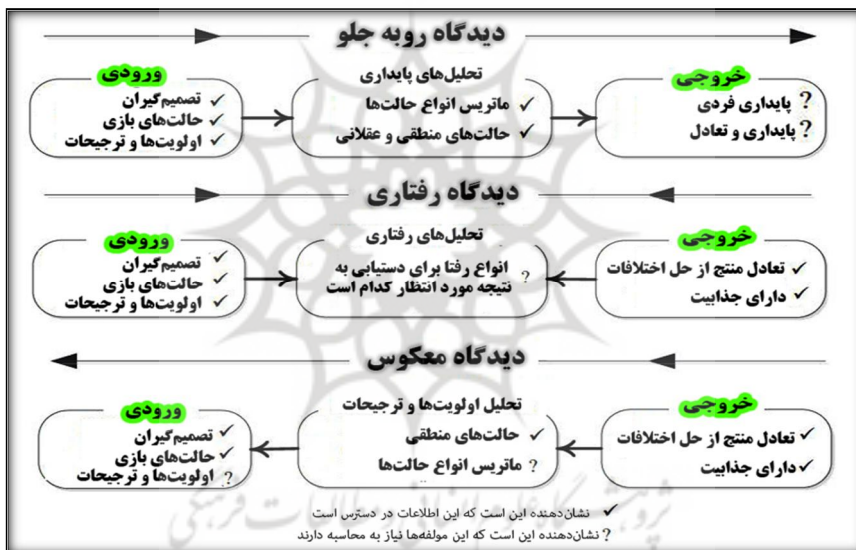 دیدگاه روبه جلو
ورودی
✓ تصمیم‌گیران
✓ حالت‌های بازی
✓ اولویت‌ها و ترجیحات
تحلیل‌های پایداری
✓ ماتریس انواع حالت‌ها
✓ حالت‌های منطقی و عقلانی
خروجی
? پایداری فردی
? پایداری و تعادل
دیدگاه رفتاری
ورودی
✓ تصمیم‌گیران
✓ حالت‌های بازی
✓ اولویت‌ها و ترجیحات
تحلیل‌های رفتاری
? انواع رفتا برای دستیابی به
نتیجه مورد انتظار کدام است
خروجی
✓ تعادل منتج از حل اختلافات
✓ دارای جذابیت
دیدگاه معکوس
ورودی
✓ تصمیم‌گیران
✓ حالت‌های بازی
? اولویت‌ها و ترجیحات
تحلیل اولویت‌ها و ترجیحات
✓ حالت‌های منطقی
? ماتریس انواع حالت‌ها
خروجی
✓ تعادل منتج از حل اختلافات
✓ دارای جذابیت
✓ نشان‌دهنده این است که این اطلاعات در دسترس است
? نشان‌دهنده این است که این مولفه‌ها نیاز به محاسبه دارند
پژوهشگاه علوم انسانی و مطالعات فرهنگی